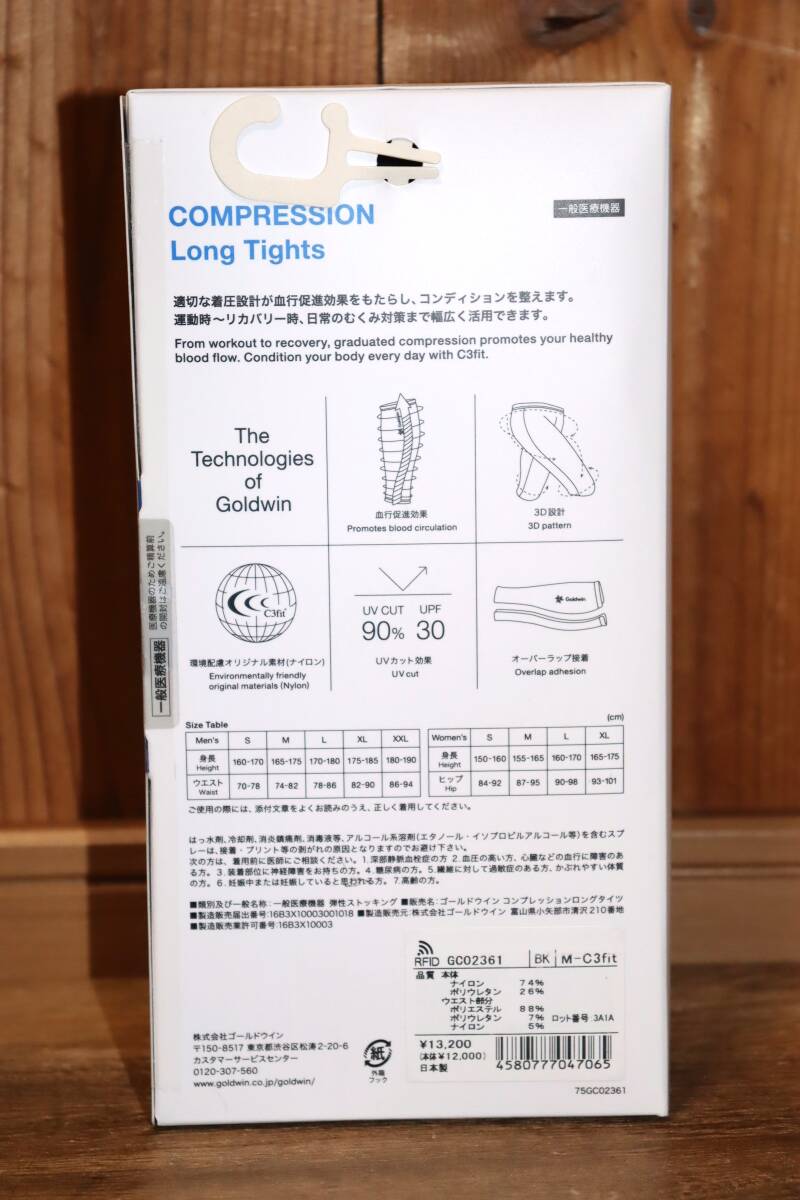 COMPRESSION
Long Tights
一般医療機器
適切な着圧設計が血行促進効果をもたらし、コンディションを整えます。
運動時～リカバリー時、日常のむくみ対策まで幅広く活用できます。
From workout to recovery, graduated compression promotes your healthy
blood flow. Condition your body every day with C3fit.
The
Technologies
of
Goldwin
血行促進効果
Promotes blood circulation
3D設計
3D pattern
C3fit
環境配慮オリジナル素材(ナイロン)
Environmentally friendly
original materials (Nylon)
UV CUT UPF
90% 30
UVカット効果
UV cut
Goldwin
オーバーラップ接着
Overlap adhesion
医療機器のためご精算前
の開封はご遠慮ください。
一般医療機器
Size Table
(cm)
Men's S M L XL XXL
身長 Height 160-170 165-175 170-180 175-185 180-190
ウエスト Waist 70-78 74-82 78-86 82-90 86-94
Women's S M L XL
身長 Height 150-160 155-165 160-170 165-175
ヒップ Hip 84-92 87-95 90-98 93-101
ご使用の際には、添付文章をよくお読みのうえ、正しく着用してください。
はっ水剤、冷却剤、消炎鎮痛剤、消毒液等、アルコール系溶剤(エタノール・イソプロピルアルコール等)を含むスプ
レーは、接着・プリント等の剥がれの原因となりますのでお避け下さい。
次の方は、着用前に医師にご相談ください。1.深部静脈血栓症の方 2.血圧の高い方、心臓などの血行に障害のあ
る方。3.装着部位に神経障害をお持ちの方。4.糖尿病の方。5.繊維に対して過敏症のある方、かぶれやすい体質
の方。6.妊娠中または妊娠していると思われる方。7.高齢の方。
■類別及び一般名称:一般医療機器 弾性ストッキング ■販売名:ゴールドウイン コンプレッションロングタイツ
■製造販売届出番号:16B3X10003001018 ■製造販売元:株式会社ゴールドウイン 富山県小矢部市清沢210番地
■製造販売業許可番号:16B3X10003
RFID GC02361 BK M-C3fit
品質 本体
ナイロン 74%
ポリウレタン 26%
ウエスト部分
ポリエステル 88%
ポリウレタン 7% ロット番号:3A1A
ナイロン 5%
¥13,200
(本体¥12,000)
日本製
4580777047065
75GC02361
株式会社ゴールドウイン
〒150-8517 東京都渋谷区松濤2-20-6
カスタマーサービスセンター
0120-307-560
www.goldwin.co.jp/goldwin/
紙
外箱
フック